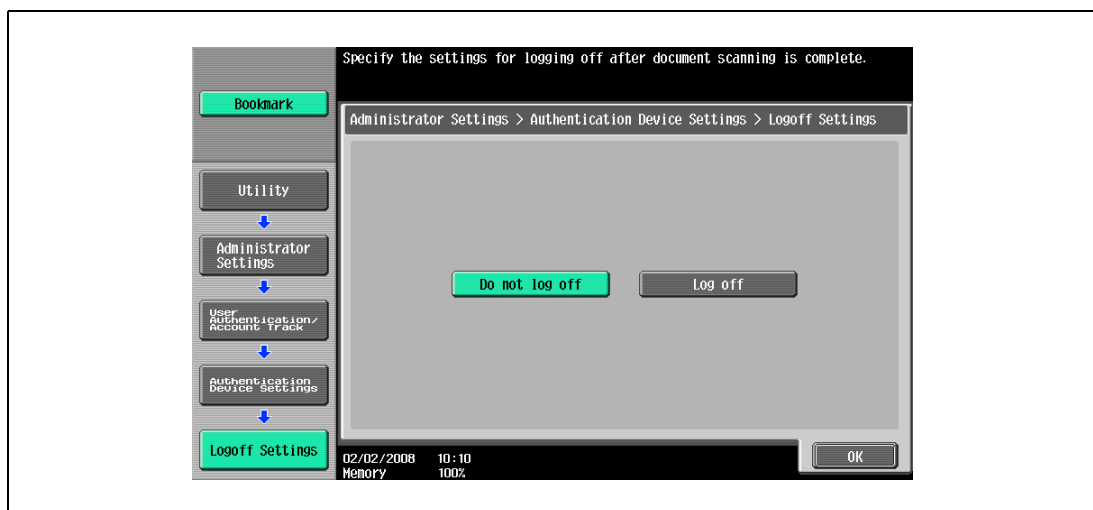 Specify the settings for logging off after document scanning is complete.
Bookmark
Administrator Settings > Authentication Device Settings > Logoff Settings
Utility
Administrator
Settings
User
Authentication/
Account Track
Authentication
Device Settings
Logoff Settings
Do not log off
Log off
02/02/2008 10:10
Memory 100%
OK